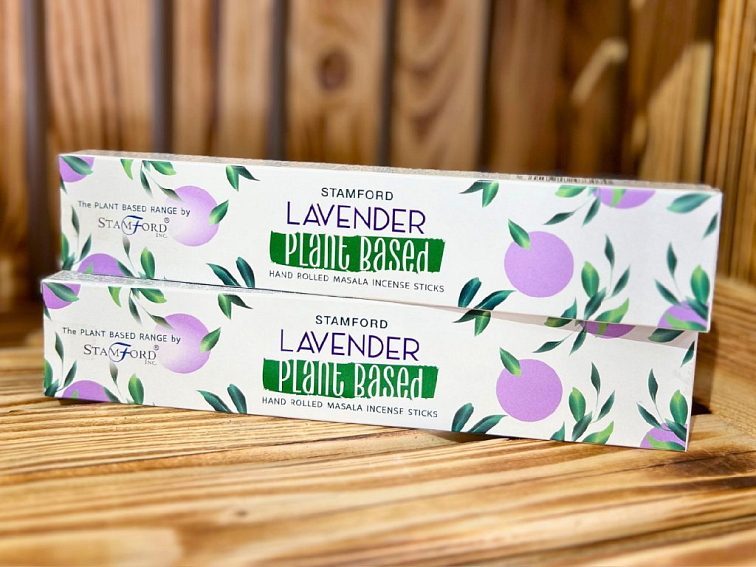 The PLANT BASED RANGE by
STAMFORD®
INC.
STAMFORD
LAVENDER
PLANT BASED
HAND ROLLED MASALA INCENSE STICKS
The PLANT BASED RANGE by
STAMFORD®
INC.
STAMFORD
LAVENDER
PLANT BASED
HAND ROLLED MASALA INCENSE STICKS